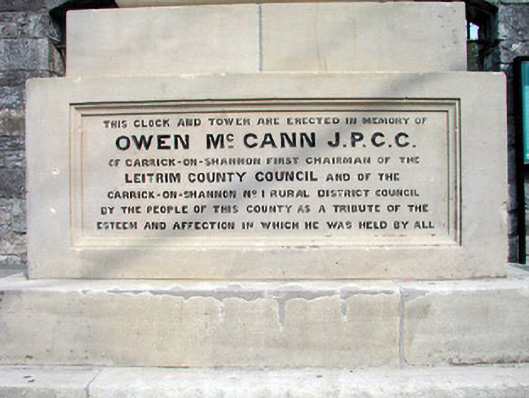 THIS CLOCK AND TOWER ARE ERECTED IN MEMORY OF
OWEN Mc CANN J.P.C.C.
OF CARRICK-ON-SHANNON FIRST CHAIRMAN OF THE
LEITRIM COUNTY COUNCIL AND OF THE
CARRICK-ON-SHANNON No 1 RURAL DISTRICT COUNCIL
BY THE PEOPLE OF THIS COUNTY AS A TRIBUTE OF THE
ESTEEM AND AFFECTION IN WHICH HE WAS HELD BY ALL